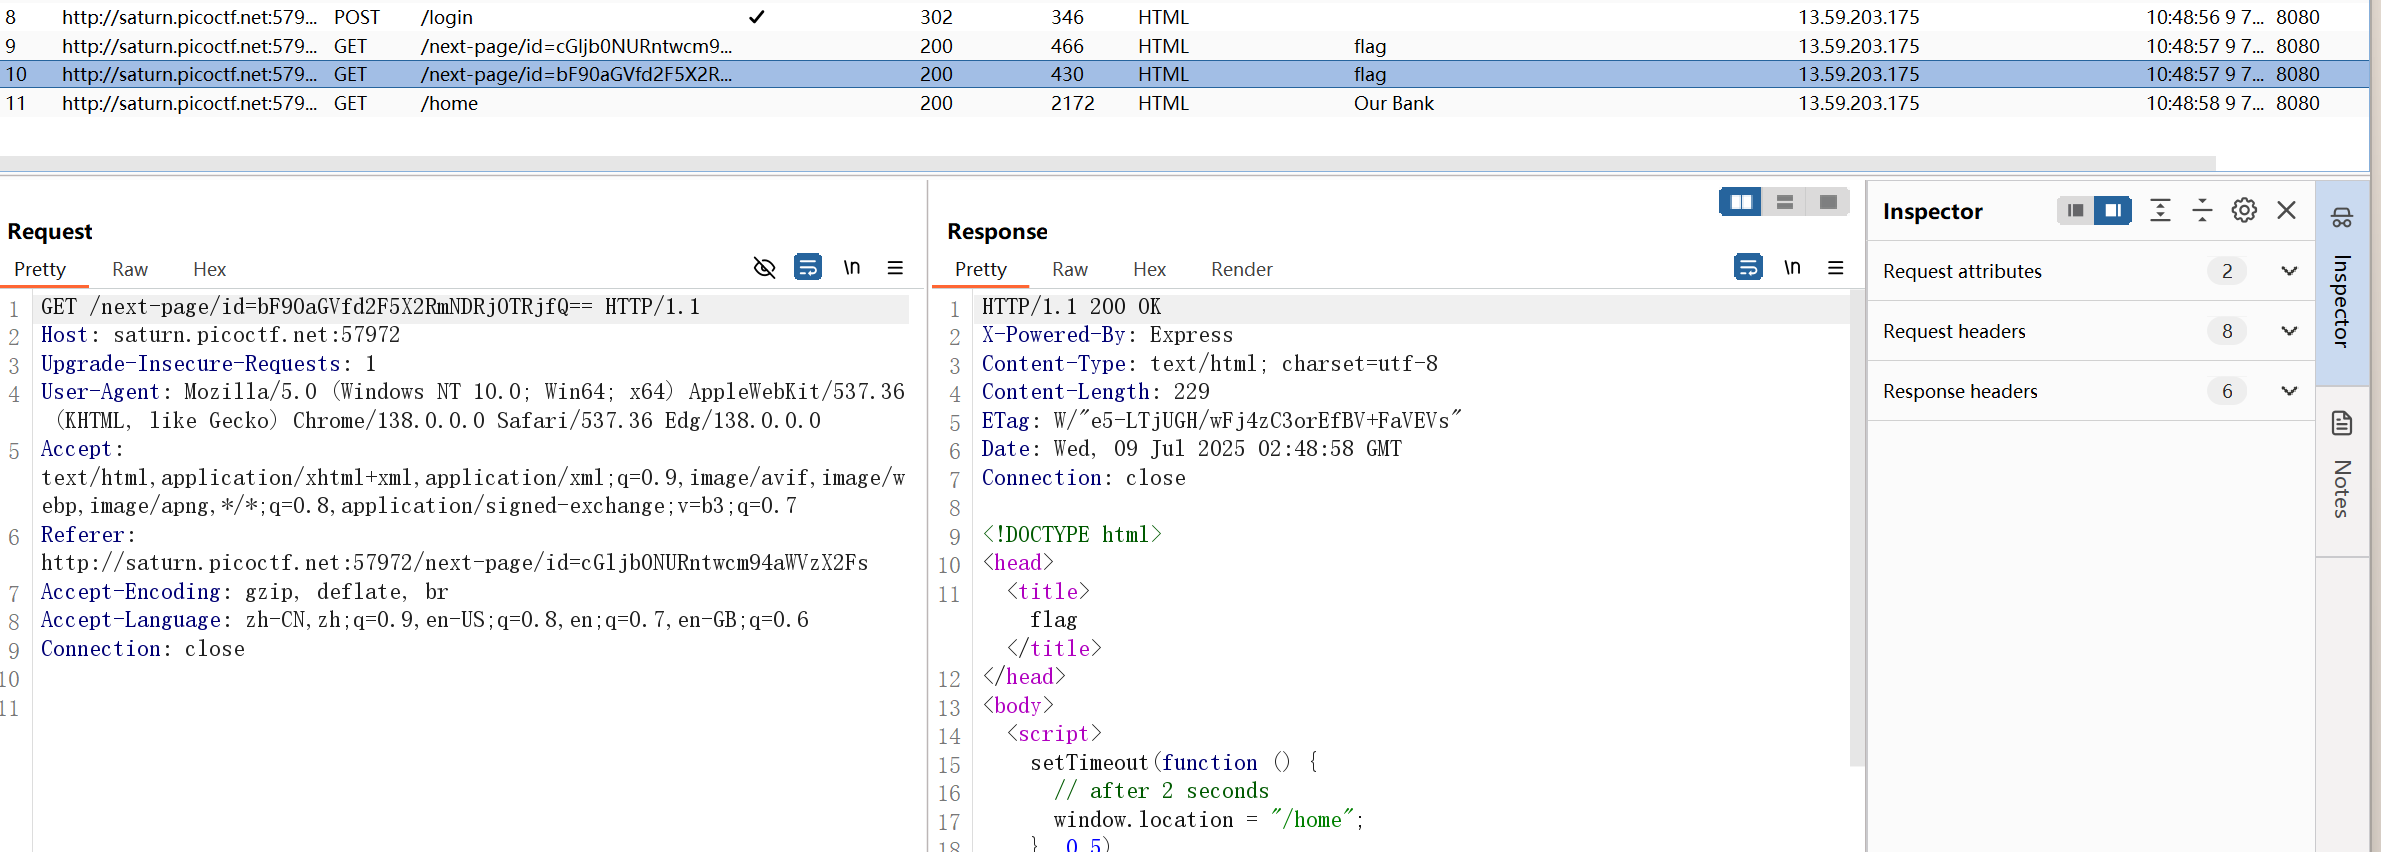 8 http://saturn.picoctf.net:579... POST /login ✓ 302 346 HTML 13.59.203.175 10:48:56 9 7... 8080
9 http://saturn.picoctf.net:579... GET /next-page/id=cGljb0NURntwcm9... 200 466 HTML flag 13.59.203.175 10:48:57 9 7... 8080
10 http://saturn.picoctf.net:579... GET /next-page/id=bF90aGVfd2F5X2R... 200 430 HTML flag 13.59.203.175 10:48:57 9 7... 8080
11 http://saturn.picoctf.net:579... GET /home 200 2172 HTML Our Bank 13.59.203.175 10:48:58 9 7... 8080
Request
Pretty Raw Hex \n
1 GET /next-page/id=bF90aGVfd2F5X2RmNDRjOTRjfQ== HTTP/1.1
2 Host: saturn.picoctf.net:57972
3 Upgrade-Insecure-Requests: 1
4 User-Agent: Mozilla/5.0 (Windows NT 10.0; Win64; x64) AppleWebKit/537.36
(KHTML, like Gecko) Chrome/138.0.0.0 Safari/537.36 Edg/138.0.0.0
5 Accept:
text/html,application/xhtml+xml,application/xml;q=0.9,image/avif,image/w
ebp,image/apng,*/*;q=0.8,application/signed-exchange;v=b3;q=0.7
6 Referer:
http://saturn.picoctf.net:57972/next-page/id=cGljb0NURntwcm94aWVzX2Fs
7 Accept-Encoding: gzip, deflate, br
8 Accept-Language: zh-CN,zh;q=0.9,en-US;q=0.8,en;q=0.7,en-GB;q=0.6
9 Connection: close
10
11
Response
Pretty Raw Hex Render \n
1 HTTP/1.1 200 OK
2 X-Powered-By: Express
3 Content-Type: text/html; charset=utf-8
4 Content-Length: 229
5 ETag: W/"e5-LTjUGH/wFj4zC3orEfBV+FaVEVs"
6 Date: Wed, 09 Jul 2025 02:48:58 GMT
7 Connection: close
8
9 <!DOCTYPE html>
10 <head>
11 <title>
flag
</title>
12 </head>
13 <body>
14 <script>
15 setTimeout(function () {
16 // after 2 seconds
17 window.location = "/home";
18 }, 0.5)
Inspector
Request attributes 2
Request headers 8
Response headers 6
Inspector
Notes